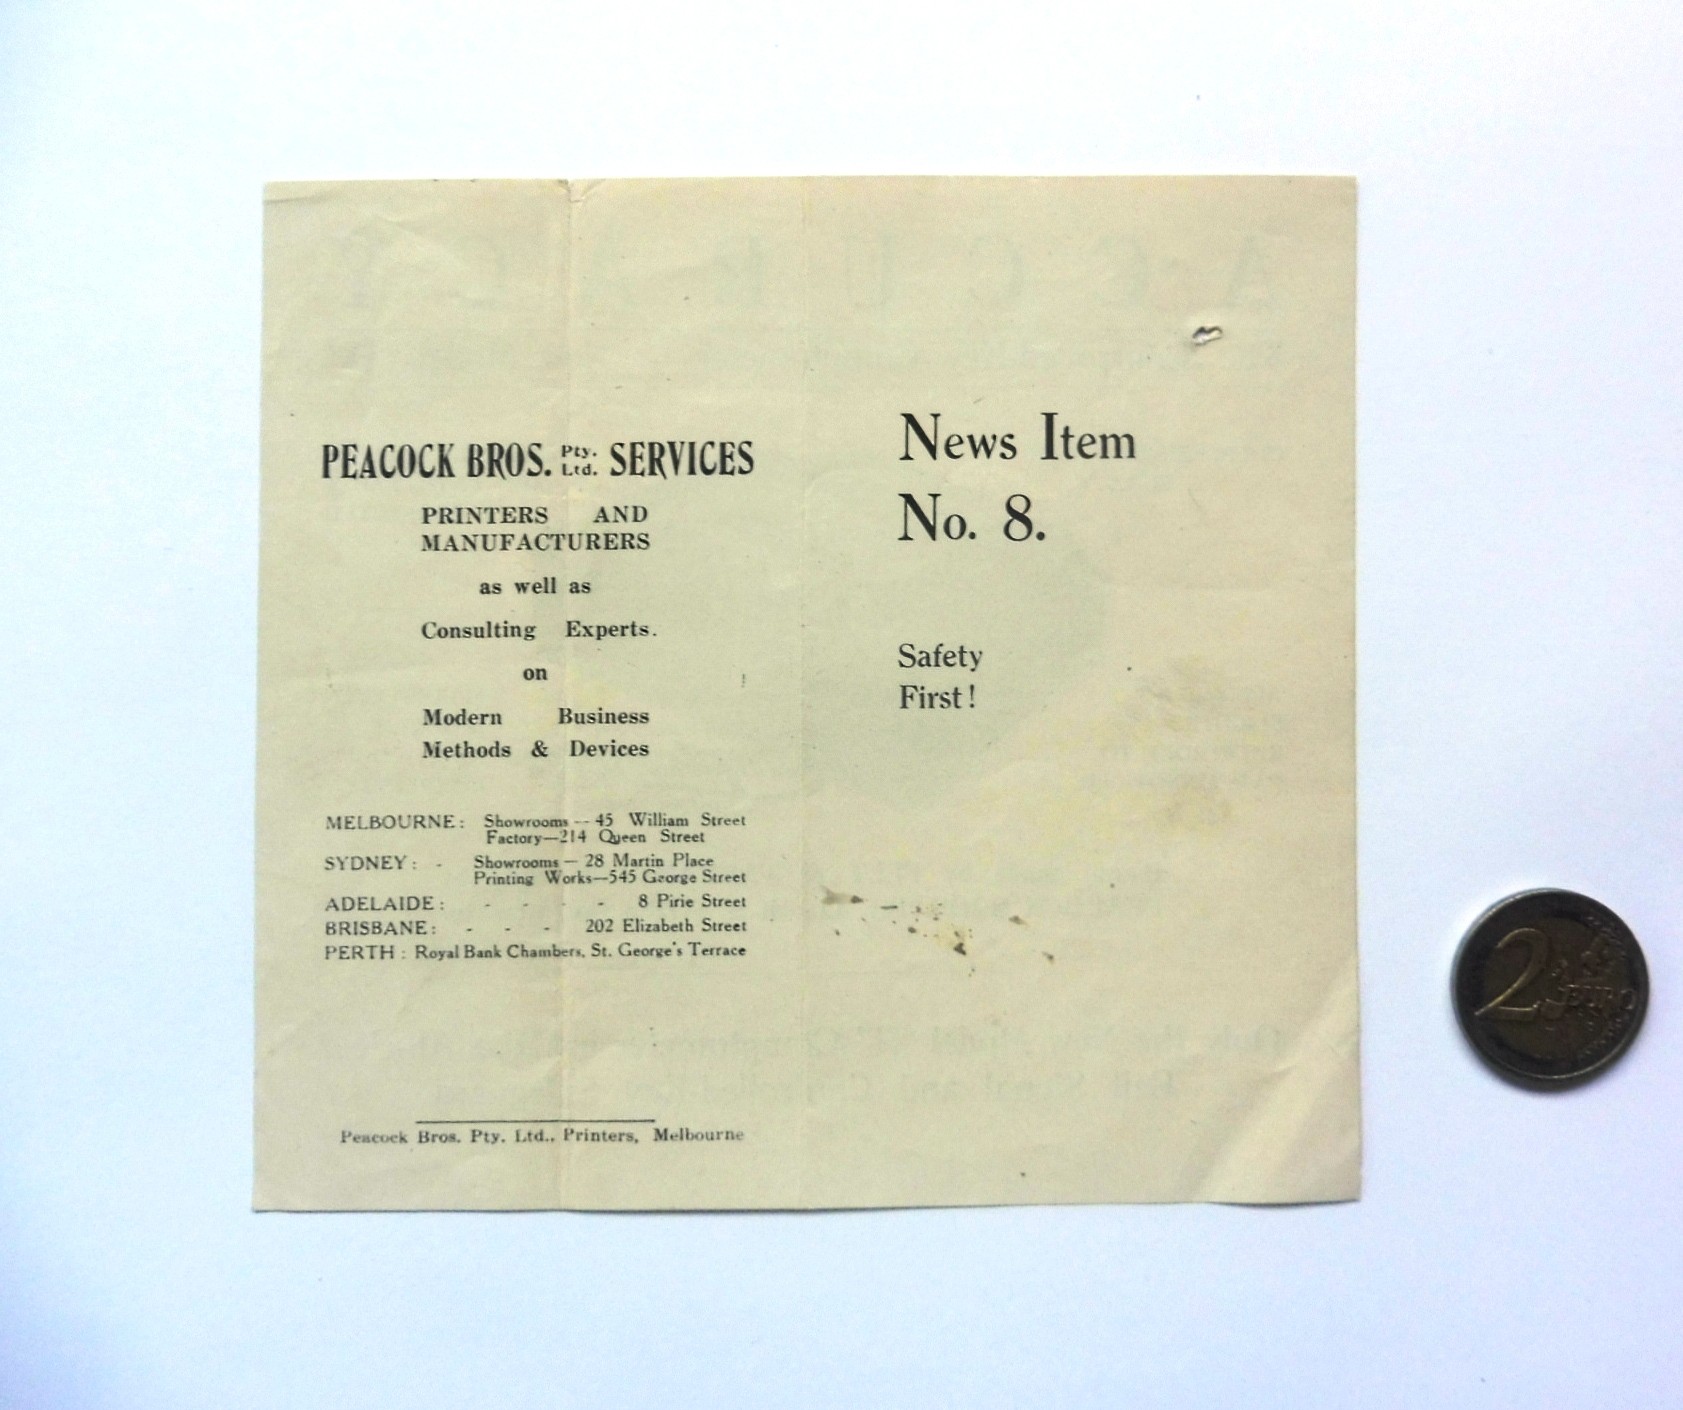 PEACOCK BROS. Pty. Ltd. SERVICES
PRINTERS AND
MANUFACTURERS
as well as
Consulting Experts.
on
Modern Business
Methods & Devices
MELBOURNE: Showrooms — 45 William Street
Factory—214 Queen Street
SYDNEY: - Showrooms — 28 Martin Place
Printing Works—545 George Street
ADELAIDE: - - - - 8 Pirie Street
BRISBANE: - - - 202 Elizabeth Street
PERTH: Royal Bank Chambers, St. George's Terrace
Peacock Bros. Pty. Ltd., Printers, Melbourne
News Item
No. 8.
Safety
First!
2 EURO